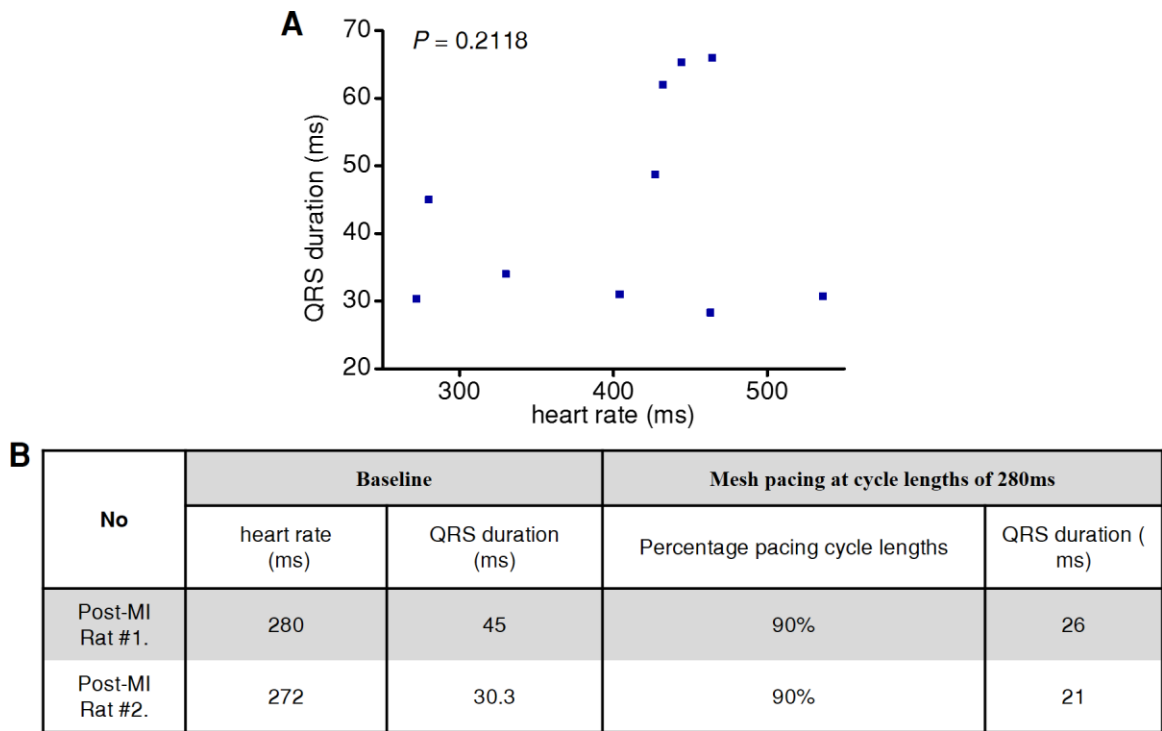 A
P = 0.2118
70
60
50
40
30
20
QRS duration (ms)
300 400 500
heart rate (ms)
B
No
Baseline
Mesh pacing at cycle lengths of 280ms
heart rate
(ms)
QRS duration
(ms)
Percentage pacing cycle lengths
QRS duration (
ms)
Post-MI
Rat #1.
280
45
90%
26
Post-MI
Rat #2.
272
30.3
90%
21